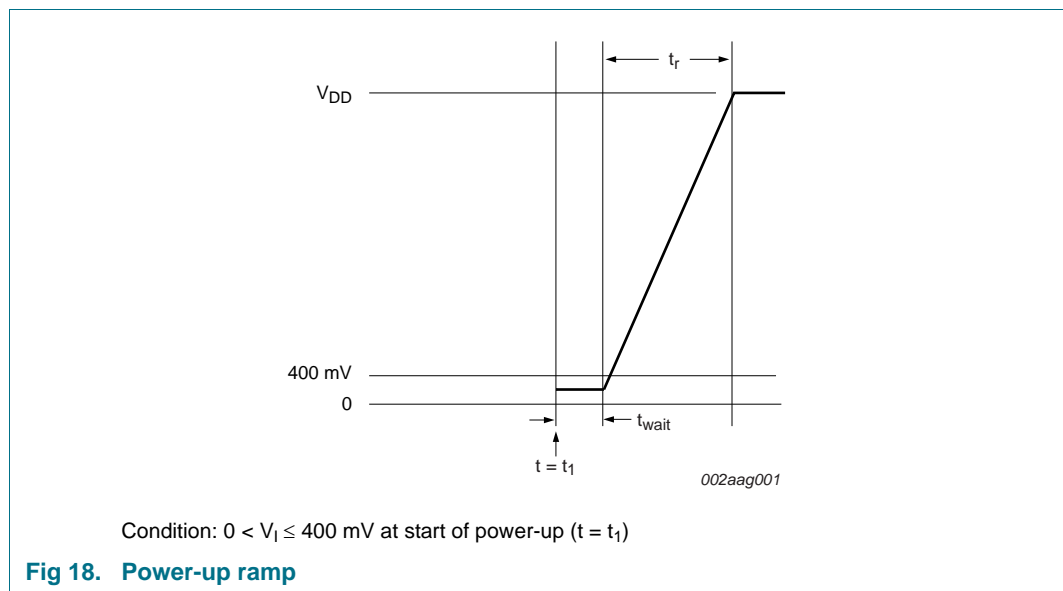 t_r
V_DD
400 mV
0
t_wait
t = t_1
002aag001
Condition: 0 < V_I ≤ 400 mV at start of power-up (t = t_1)
Fig 18. Power-up ramp